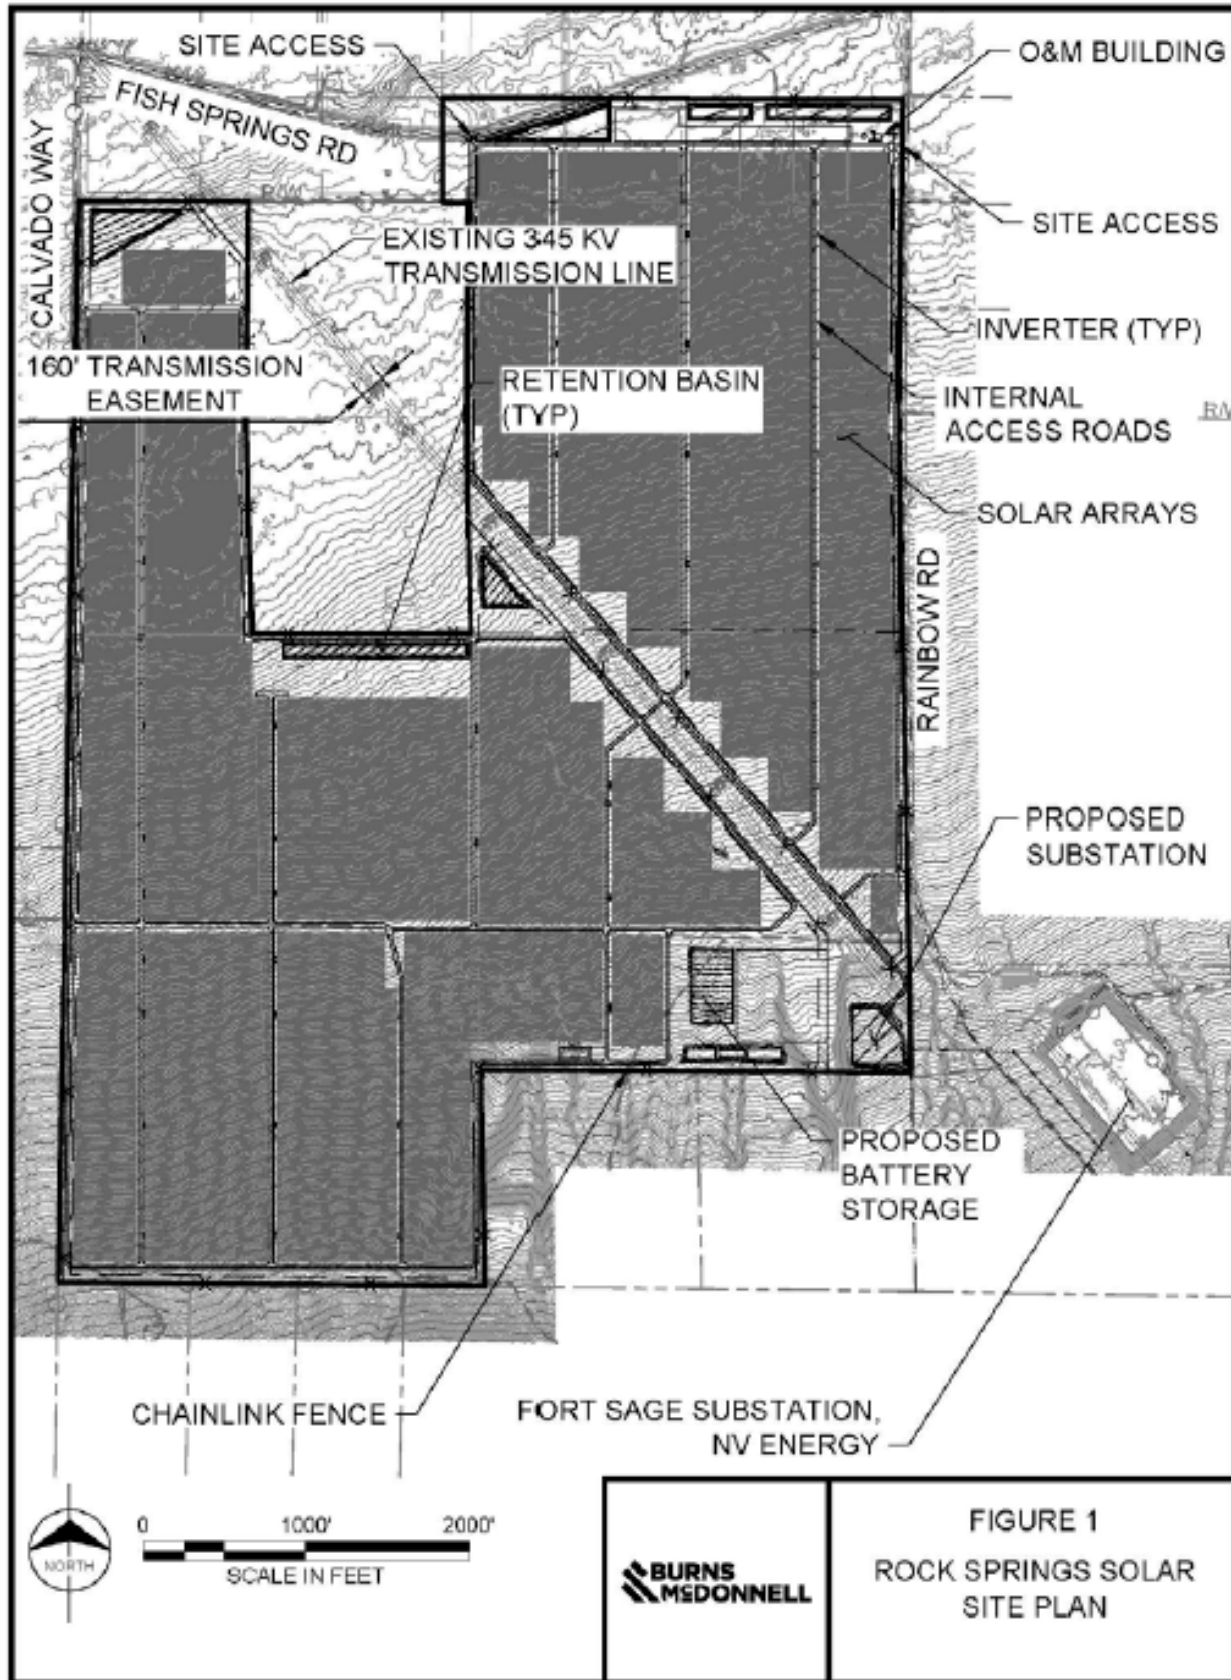 SITE ACCESS
O&M BUILDING
FISH SPRINGS RD
CALVADO WAY
SITE ACCESS
EXISTING 345 KV
TRANSMISSION LINE
INVERTER (TYP)
160' TRANSMISSION
EASEMENT
RETENTION BASIN
(TYP)
INTERNAL
ACCESS ROADS
SOLAR ARRAYS
RAINBOW RD
PROPOSED
SUBSTATION
PROPOSED
BATTERY
STORAGE
CHAINLINK FENCE
FORT SAGE SUBSTATION,
NV ENERGY
NORTH
0 1000' 2000'
SCALE IN FEET
BURNS
MCDONNELL
FIGURE 1
ROCK SPRINGS SOLAR
SITE PLAN